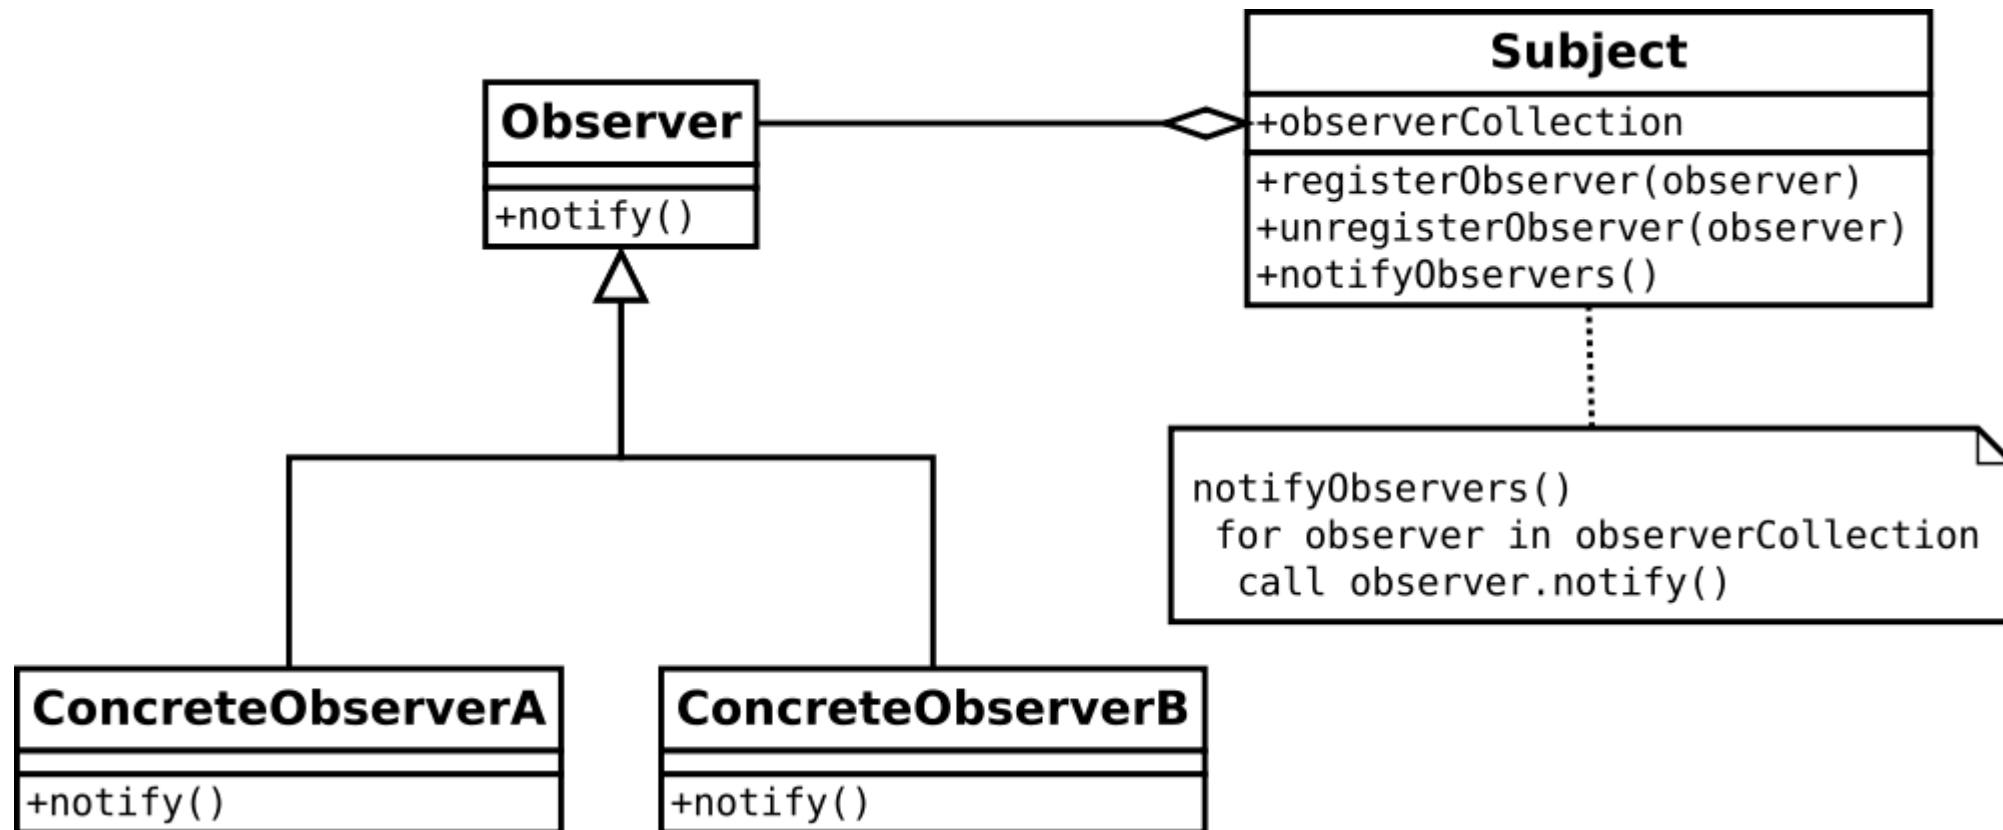 Observer
+notify()
Subject
+observerCollection
+registerObserver(observer)
+unregisterObserver(observer)
+notifyObservers()
notifyObservers()
for observer in observerCollection
call observer.notify()
ConcreteObserverA
+notify()
ConcreteObserverB
+notify()